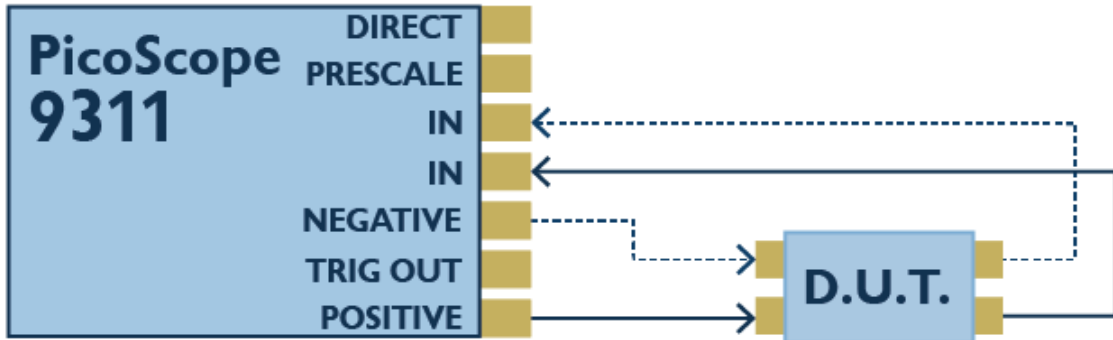 PicoScope
9311
DIRECT
PRESCALE
IN
IN
NEGATIVE
TRIG OUT
POSITIVE
D.U.T.